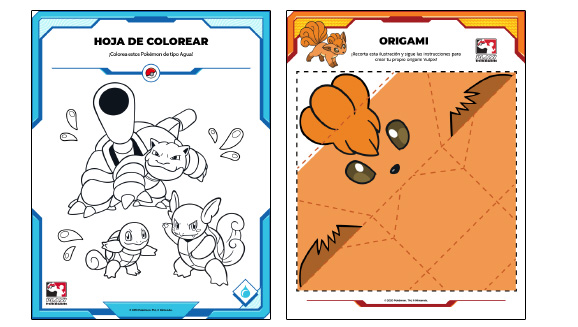 HOJA DE COLOREAR
¡Colorea estos Pokémon de tipo Agua!
ORIGAMI
¡Recorta esta ilustración y sigue las instrucciones para
crear tu propio origami Vulpix!